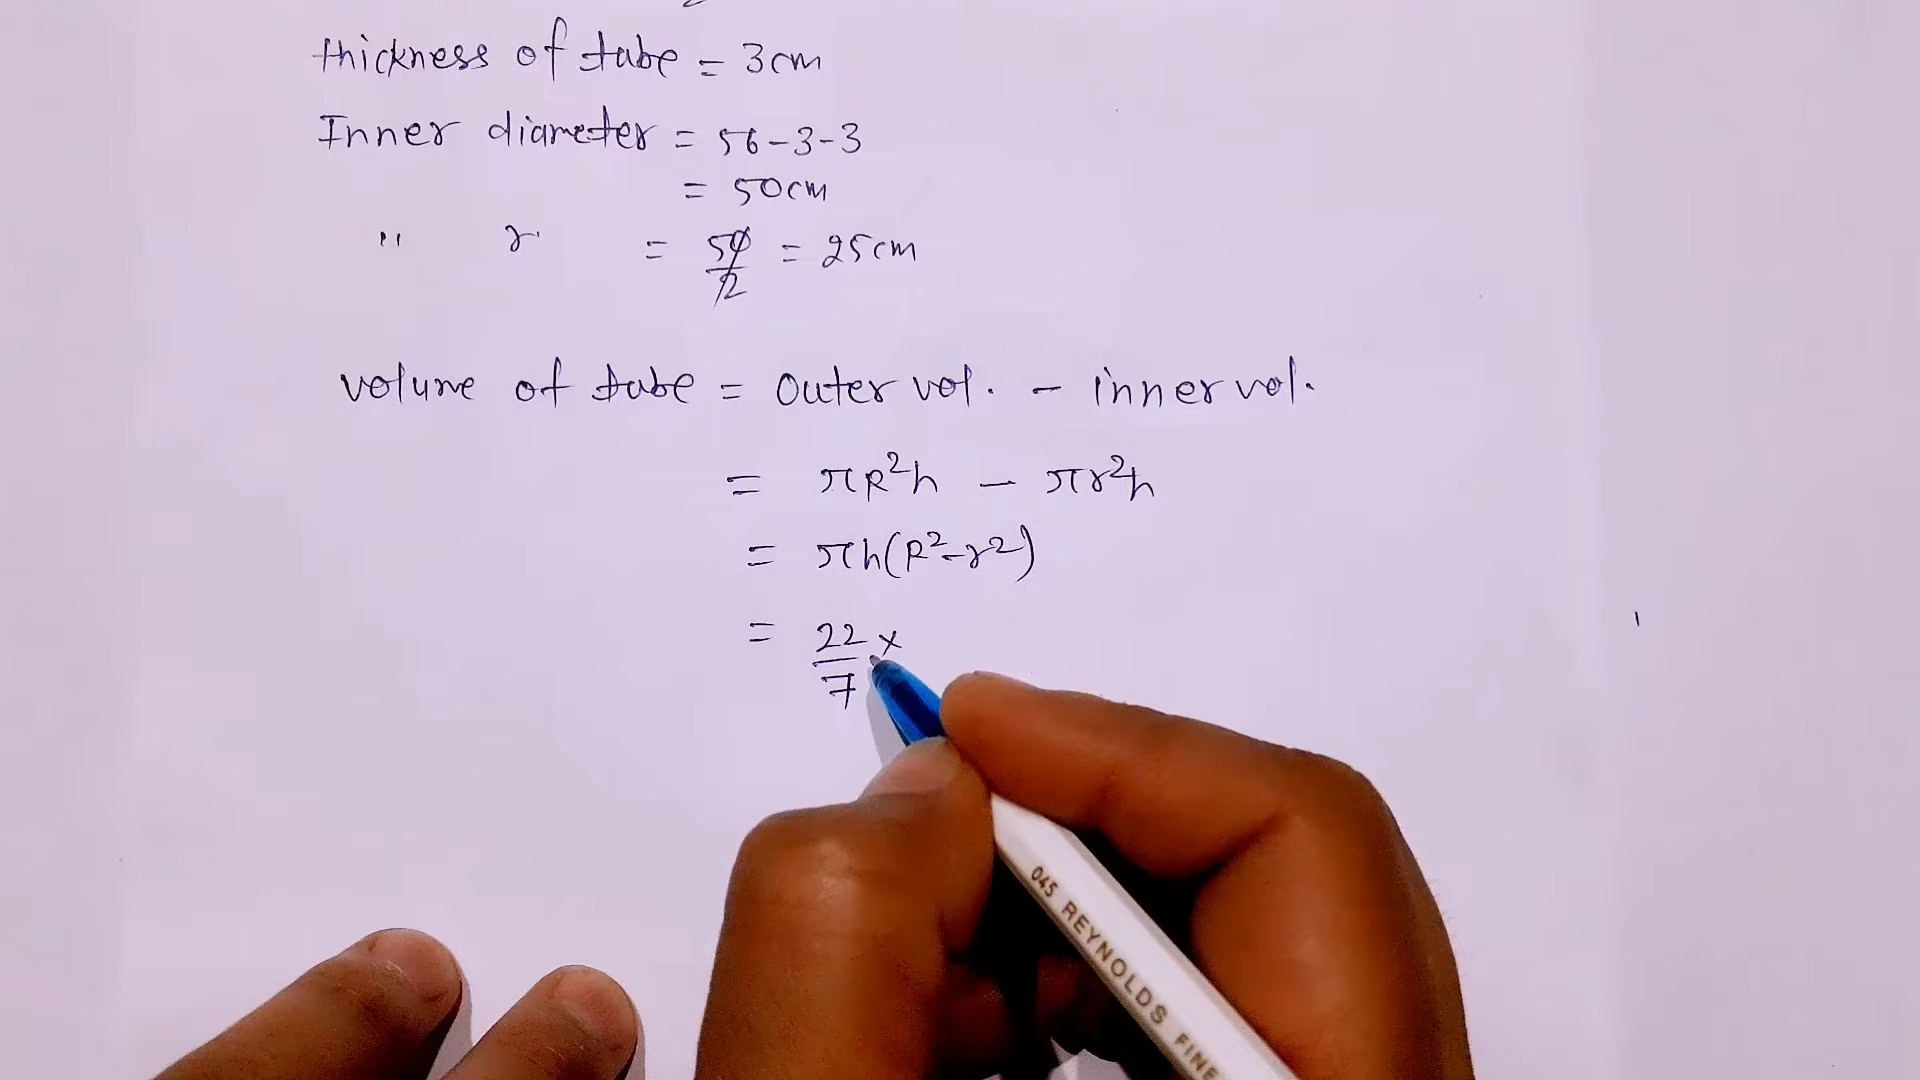 thickness of tube = 3cm
Inner diameter = 56-3-3
= 50cm
" r = 50/2 = 25cm
volume of tube = outer vol. - inner vol.
= πR²h - πr²h
= πh(R²-r²)
= 22/7 ×
045 REYNOLDS FINE